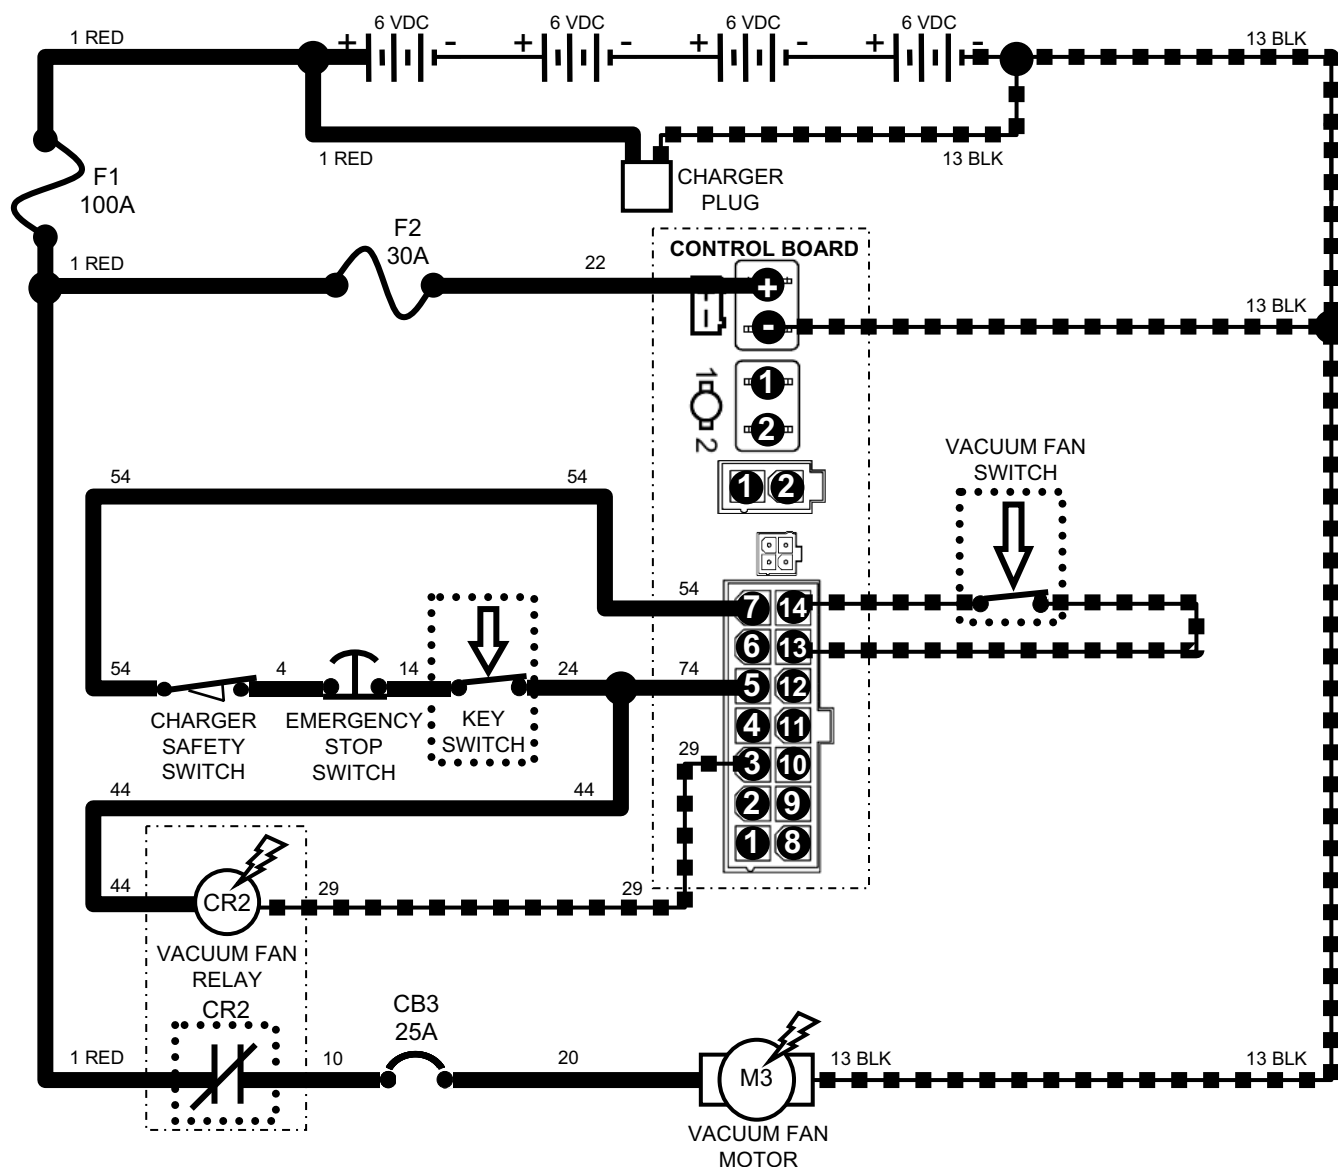 6 VDC
6 VDC
6 VDC
6 VDC
1 RED
+ -
+ -
+ -
+ -
13 BLK
1 RED
13 BLK
CHARGER
PLUG
F1
100A
F2
30A
CONTROL BOARD
1 RED
22
+
-
13 BLK
1
2
1
2
1 2
VACUUM FAN
SWITCH
54
54
54
7 14
6 13
5 12
4 11
3 10
2 9
1 8
54
4
14
24
74
CHARGER
SAFETY
SWITCH
EMERGENCY
STOP
SWITCH
KEY
SWITCH
29
44
44
44
CR2
29
29
VACUUM FAN
RELAY
CR2
CB3
25A
1 RED
10
20
M3
13 BLK
13 BLK
VACUUM FAN
MOTOR